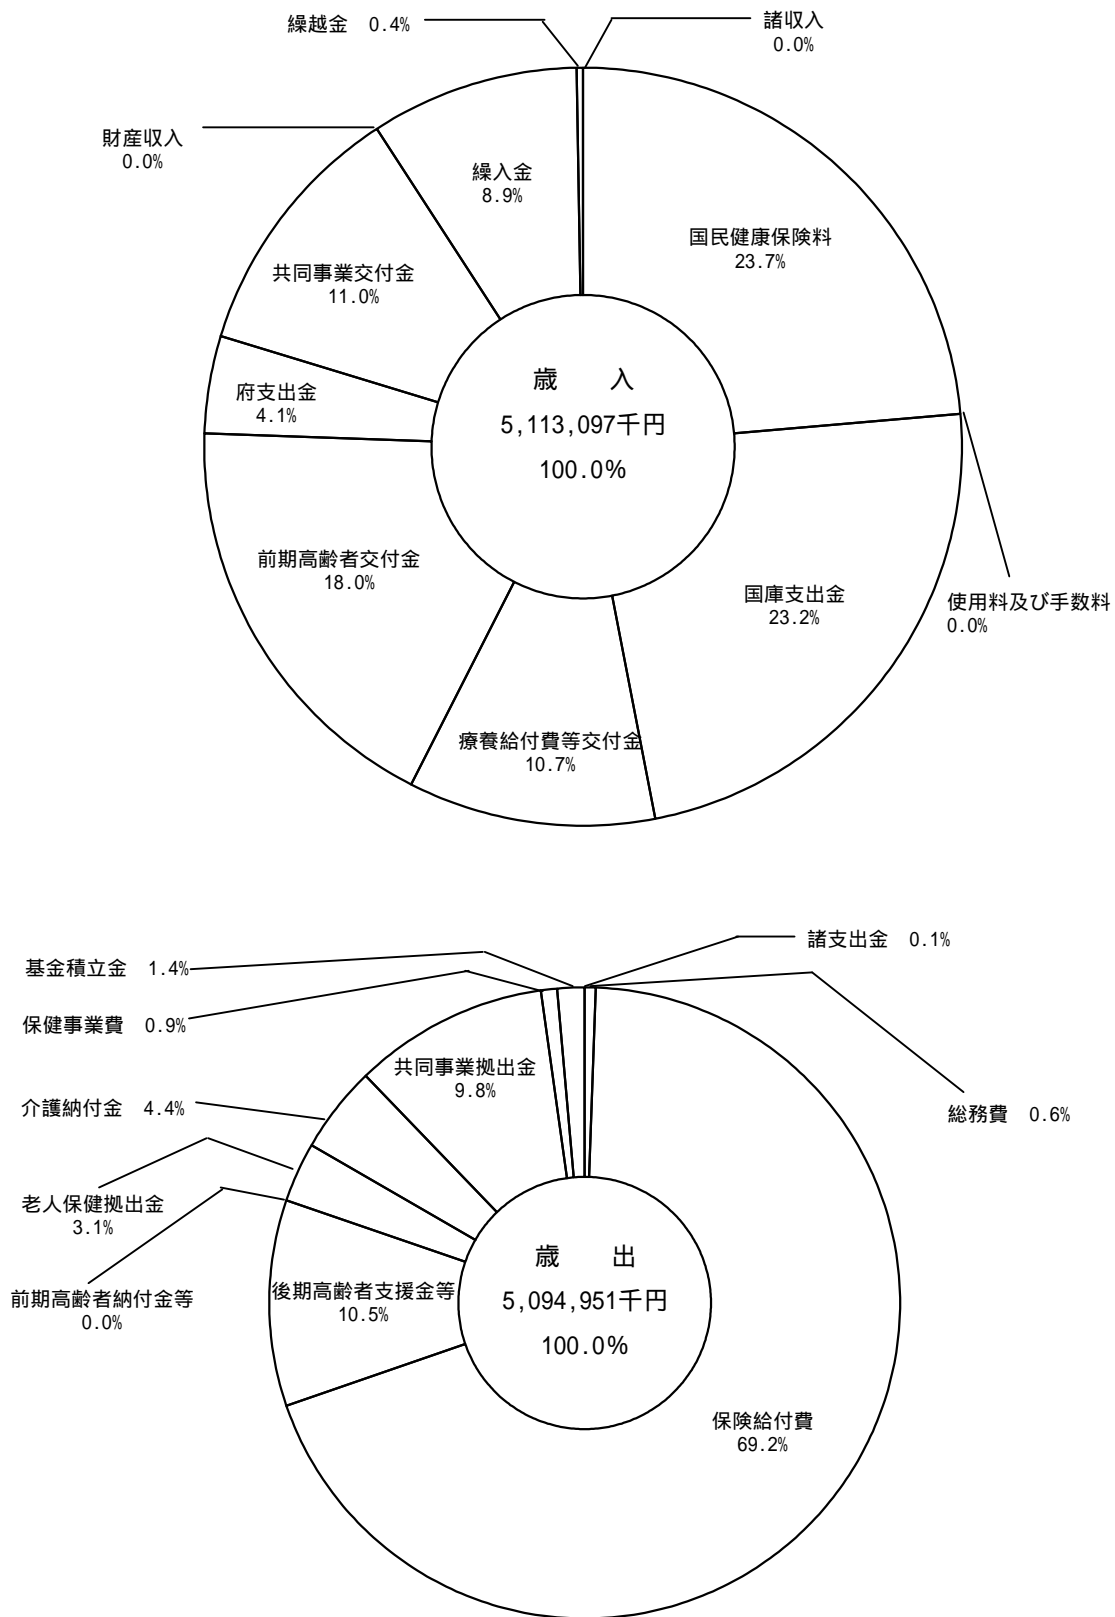 繰越金 0.4%
諸収入
0.0%
財産収入
0.0%
繰入金
8.9%
国民健康保険料
23.7%
共同事業交付金
11.0%
歳 入
5,113,097千円
100.0%
府支出金
4.1%
前期高齢者交付金
18.0%
国庫支出金
23.2%
使用料及び手数料
0.0%
療養給付費等交付金
10.7%
諸支出金 0.1%
基金積立金 1.4%
保健事業費 0.9%
共同事業拠出金
9.8%
介護納付金 4.4%
総務費 0.6%
老人保健拠出金
3.1%
前期高齢者納付金等
0.0%
後期高齢者支援金等
10.5%
歳 出
5,094,951千円
100.0%
保険給付費
69.2%